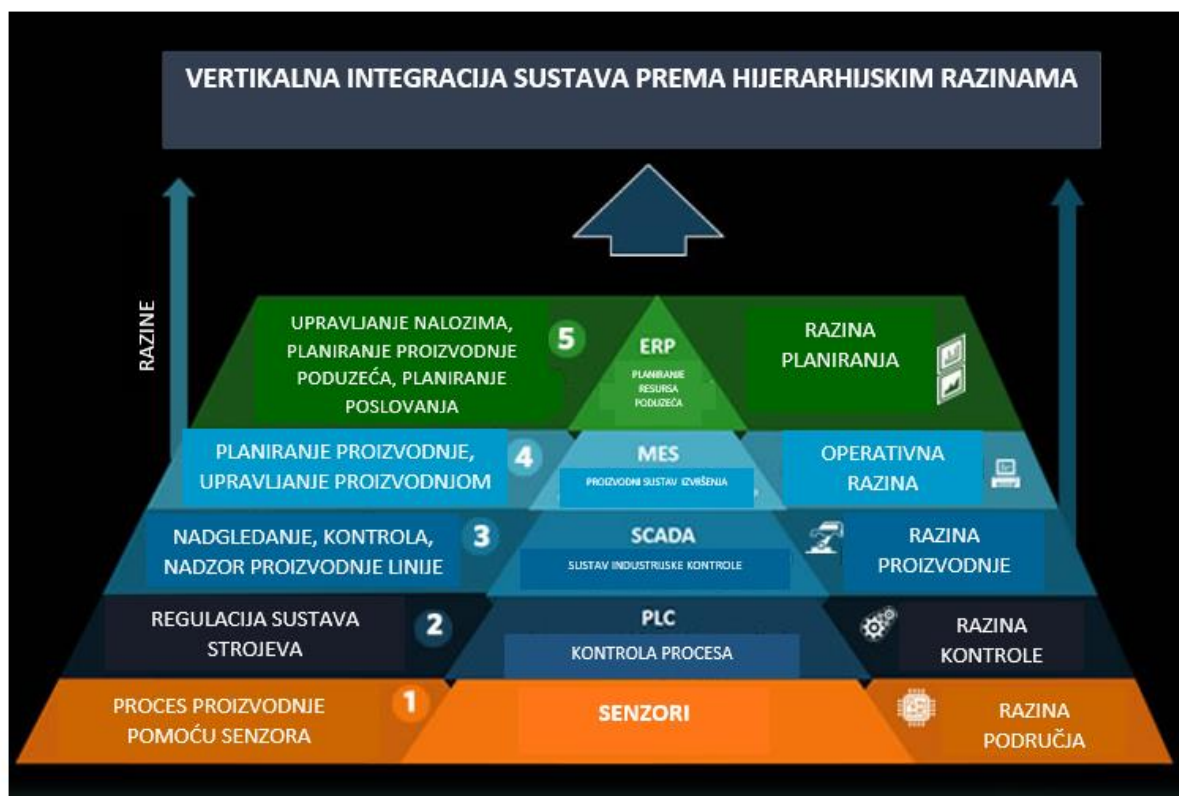 VERTIKALNA INTEGRACIJA SUSTAVA PREMA HIJERARHIJSKIM RAZINAMA
RAZINE
UPRAVLJANJE NALOZIMA,
PLANIRANJE PROIZVODNJE
PODUZEĆA, PLANIRANJE
POSLOVANJA
5
ERP
PLANIRANJE
RESURSA
PODUZEĆA
RAZINA
PLANIRANJA
PLANIRANJE PROIZVODNJE,
UPRAVLJANJE PROIZVODNJOM
4
MES
PROIZVODNI SUSTAV IZVRŠENJA
OPERATIVNA
RAZINA
NADGLEDANJE, KONTROLA,
NADZOR PROIZVODNJE LINIJE
3
SCADA
SUSTAV INDUSTRIJSKE KONTROLE
RAZINA
PROIZVODNJE
REGULACIJA SUSTAVA
STROJEVA
2
PLC
KONTROLA PROCESA
RAZINA
KONTROLE
PROCES PROIZVODNJE
POMOĆU SENZORA
1
SENZORI
RAZINA
PODRUČJA